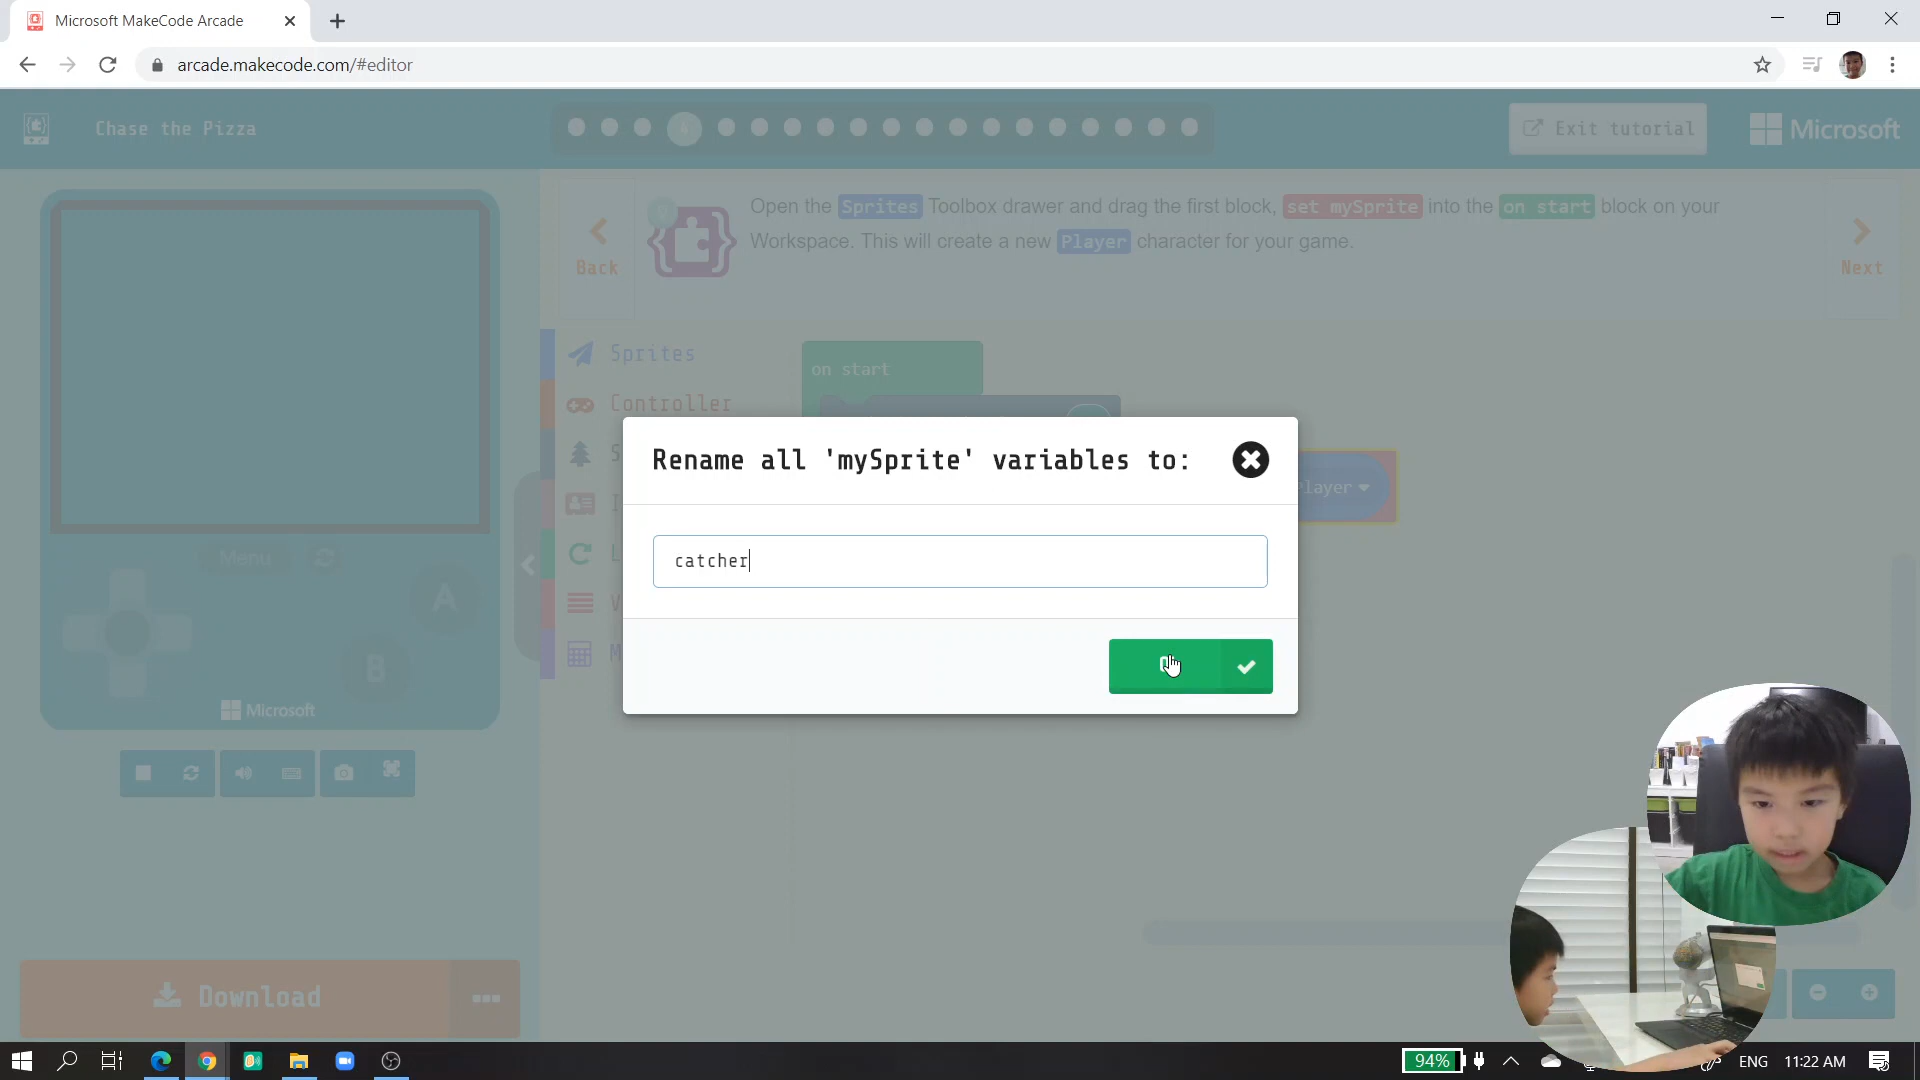 Microsoft MakeCode Arcade
arcade.makecode.com/#editor
Chase the Pizza
4
Exit tutorial
Microsoft
Open the Sprites Toolbox drawer and drag the first block, set mySprite into the on start block on your
Workspace. This will create a new Player character for your game.
Back
Next
Sprites
on start
Controller
Rename all 'mySprite' variables to:
catcher
Menu
A
B
Microsoft
Download
94%
ENG
11:22 AM